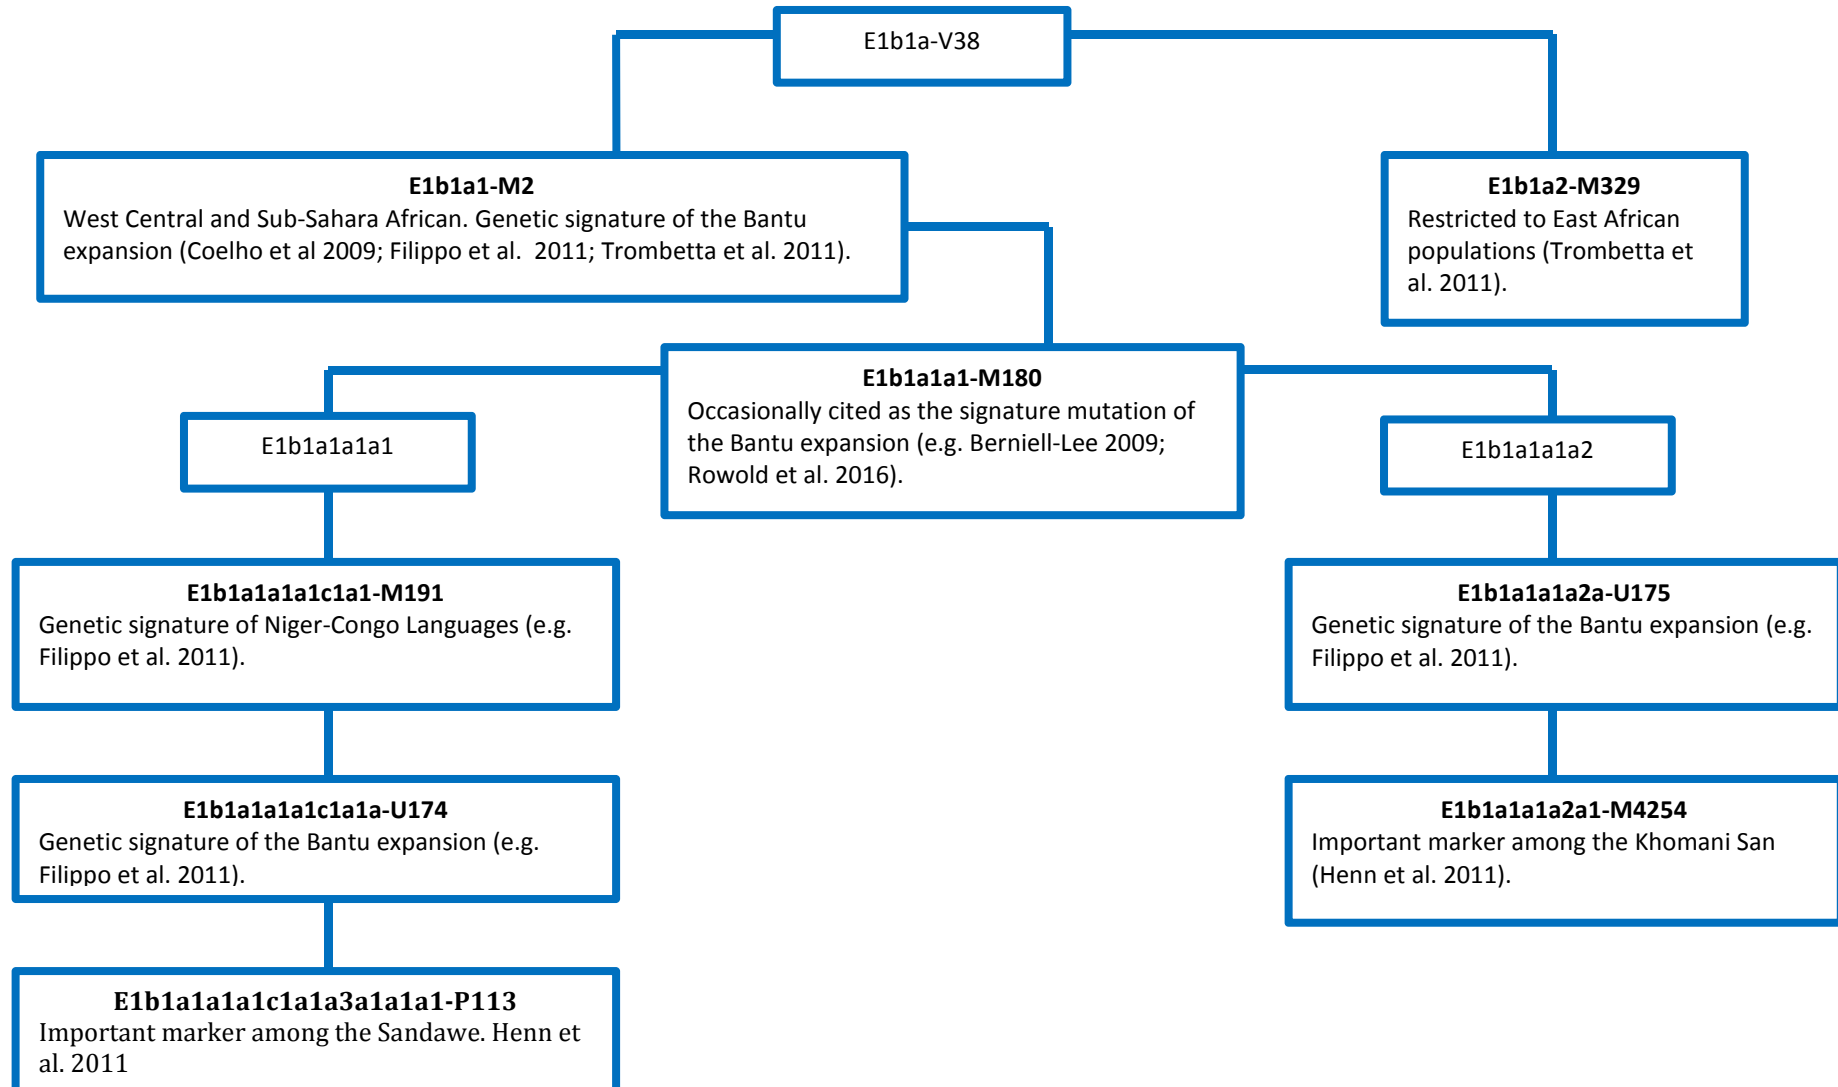 E1b1a-V38
E1b1a1-M2
West Central and Sub-Sahara African. Genetic signature of the Bantu
expansion (Coelho et al 2009; Filippo et al.  2011; Trombetta et al. 2011).
E1b1a2-M329
Restricted to East African
populations (Trombetta et
al. 2011).
E1b1a1a1-M180
Occasionally cited as the signature mutation of
the Bantu expansion (e.g. Berniell-Lee 2009;
Rowold et al. 2016).
E1b1a1a1a1
E1b1a1a1a2
E1b1a1a1a1c1a1-M191
Genetic signature of Niger-Congo Languages (e.g.
Filippo et al. 2011).
E1b1a1a1a2a-U175
Genetic signature of the Bantu expansion (e.g.
Filippo et al. 2011).
E1b1a1a1a1c1a1a-U174
Genetic signature of the Bantu expansion (e.g.
Filippo et al. 2011).
E1b1a1a1a2a1-M4254
Important marker among the Khomani San
(Henn et al. 2011).
E1b1a1a1a1c1a1a3a1a1a1-P113
Important marker among the Sandawe. Henn et
al. 2011